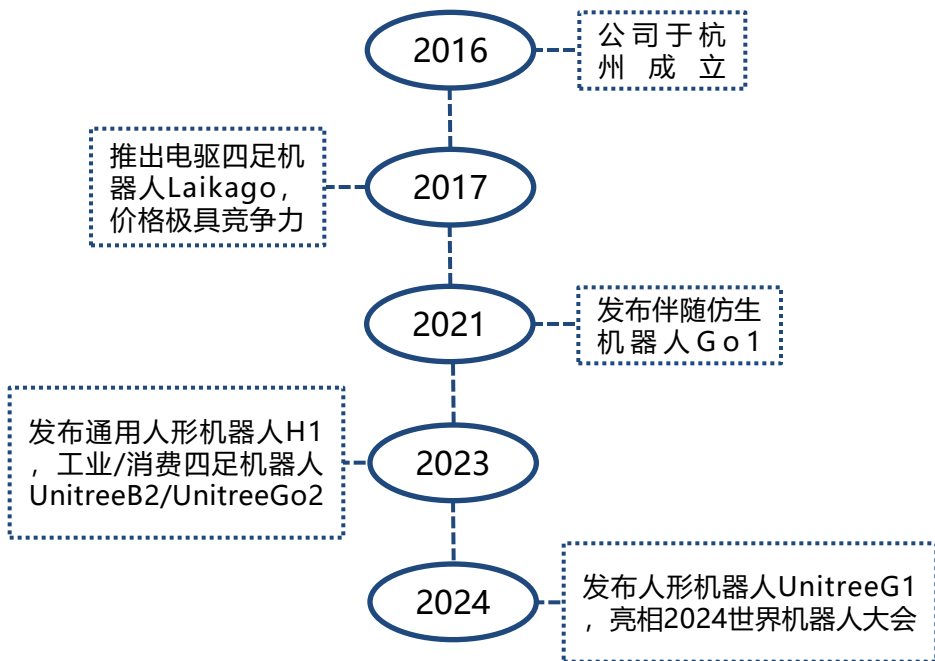 2016
公司于杭
州成立
2017
推出电驱四足机
器人Laikago，
价格极具竞争力
2021
发布伴随仿生
机器人Go1
2023
发布通用人形机器人H1
，工业/消费四足机器人
UnitreeB2/UnitreeGo2
2024
发布人形机器人UnitreeG1
，亮相2024世界机器人大会